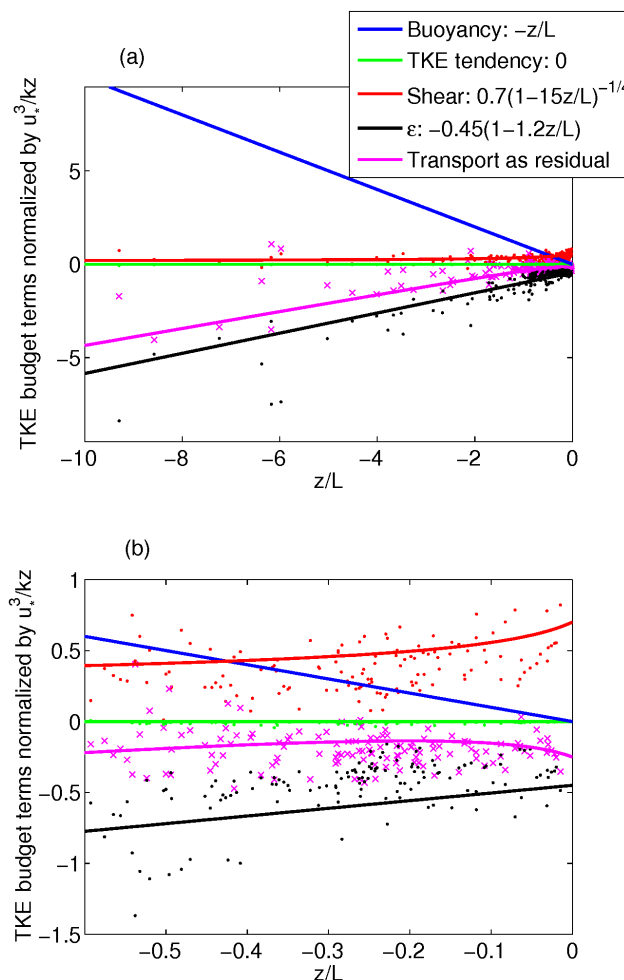 (a)
Buoyancy: −z/L
TKE tendency: 0
Shear: 0.7(1−15z/L)^−1/4
ε: −0.45(1−1.2z/L)
Transport as residual
TKE budget terms normalized by u*^3/kz
5
0
−5
−10
−8
−6
−4
−2
0
z/L
(b)
TKE budget terms normalized by u*^3/kz
1
0.5
0
−0.5
−1
−1.5
−0.5
−0.4
−0.3
−0.2
−0.1
0
z/L